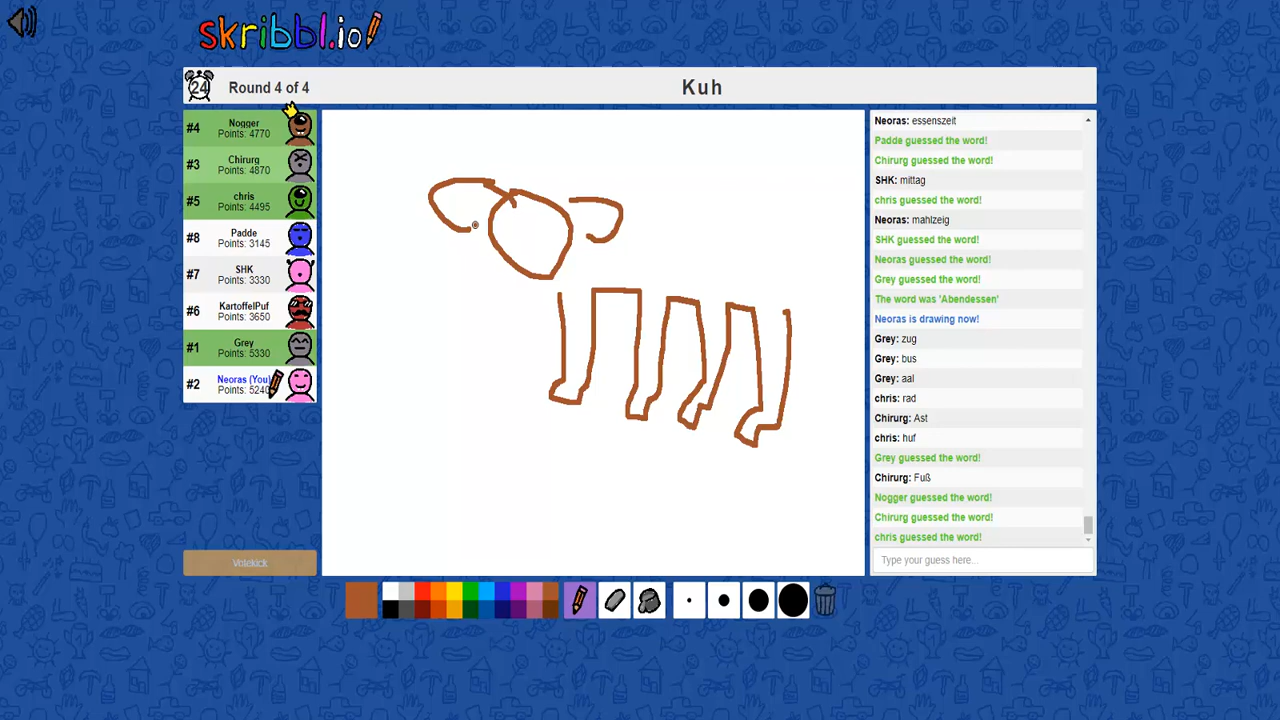 skribbl.io
24
Round 4 of 4
Kuh
#4
Nogger
Points: 4770
#3
Chirurg
Points: 4870
#5
chris
Points: 4495
#8
Padde
Points: 3145
#7
SHK
Points: 3330
#6
KartoffelPuf
Points: 3650
#1
Grey
Points: 5330
#2
Neoras (You)
Points: 5240
Votekick
Neoras: essenszeit
Padde guessed the word!
Chirurg guessed the word!
SHK: mittag
chris guessed the word!
Neoras: mahlzeig
SHK guessed the word!
Neoras guessed the word!
Grey guessed the word!
The word was 'Abendessen'
Neoras is drawing now!
Grey: zug
Grey: bus
Grey: aal
chris: rad
Chirurg: Ast
chris: huf
Grey guessed the word!
Chirurg: Fuß
Nogger guessed the word!
Chirurg guessed the word!
chris guessed the word!
Type your guess here...